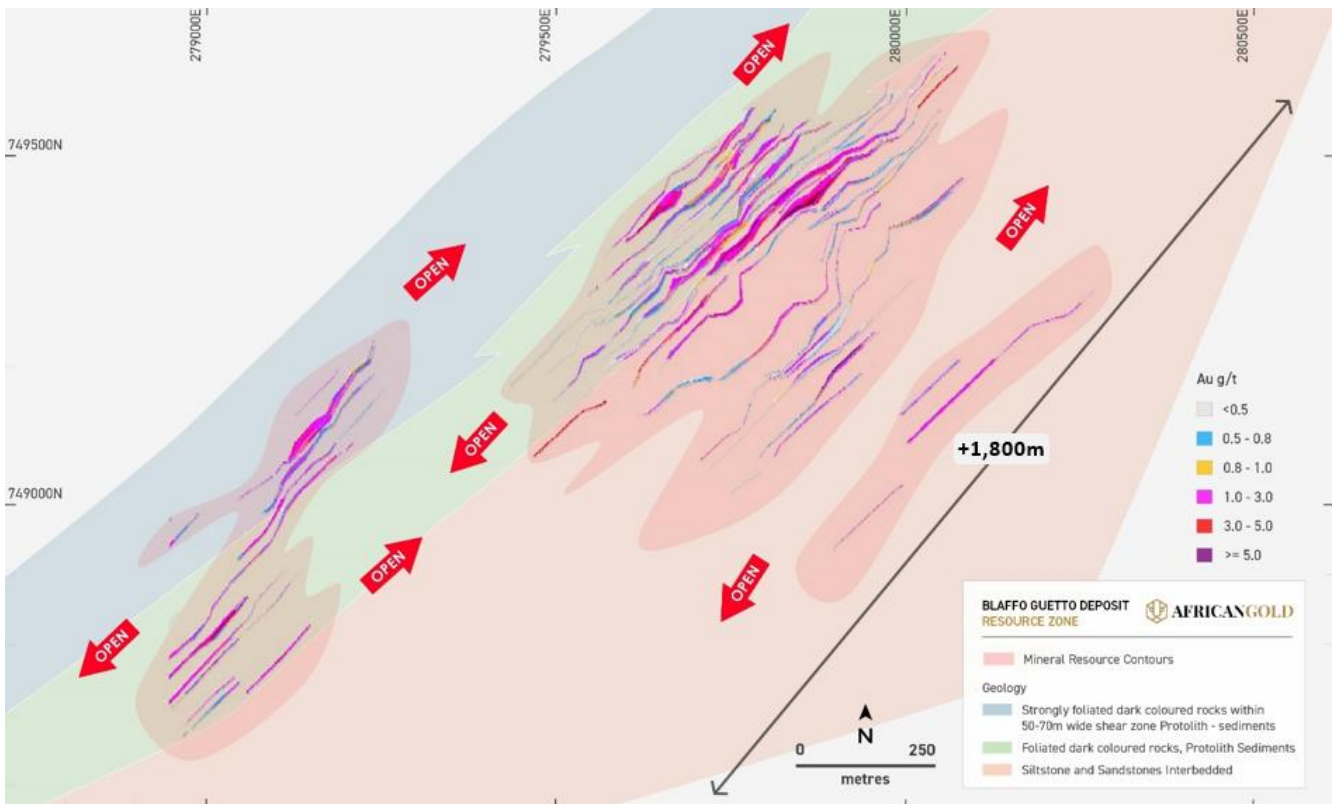 279000E
279500E
280000E
280500E
749500N
749000N
OPEN
OPEN
OPEN
OPEN
OPEN
OPEN
OPEN
+1,800m
Au g/t
<0.5
0.5 - 0.8
0.8 - 1.0
1.0 - 3.0
3.0 - 5.0
>= 5.0
N
0 250
metres
BLAFFO GUETTO DEPOSIT
RESOURCE ZONE
AFRICANGOLD
Mineral Resource Contours
Geology
Strongly foliated dark coloured rocks within
50-70m wide shear zone Protolith - sediments
Foliated dark coloured rocks, Protolith Sediments
Siltstone and Sandstones Interbedded